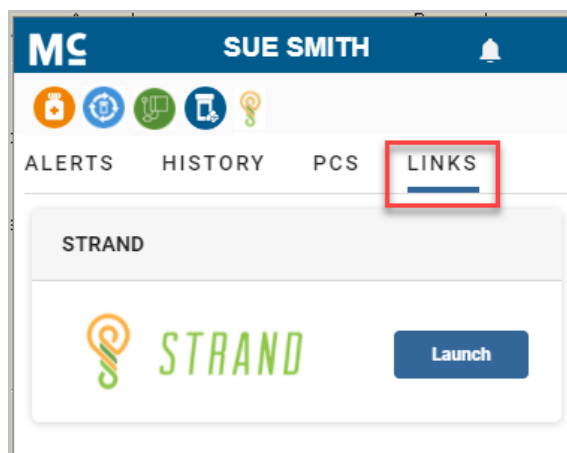 Mc SUE SMITH
ALERTS HISTORY PCS LINKS
STRAND
STRAND Launch